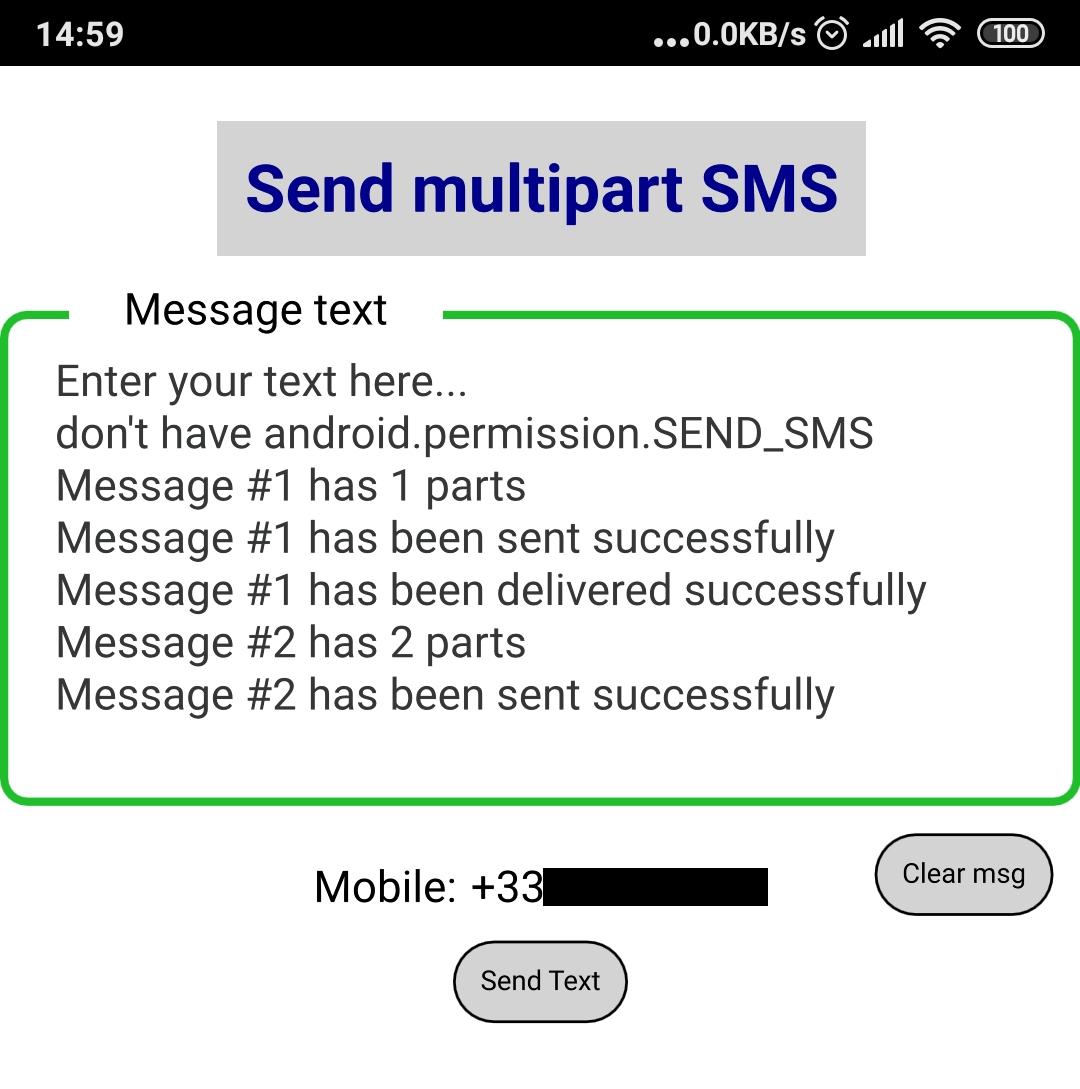 14:59
...0.0KB/s 100
Send multipart SMS
Message text
Enter your text here...
don't have android.permission.SEND_SMS
Message #1 has 1 parts
Message #1 has been sent successfully
Message #1 has been delivered successfully
Message #2 has 2 parts
Message #2 has been sent successfully
Clear msg
Mobile: +33
Send Text